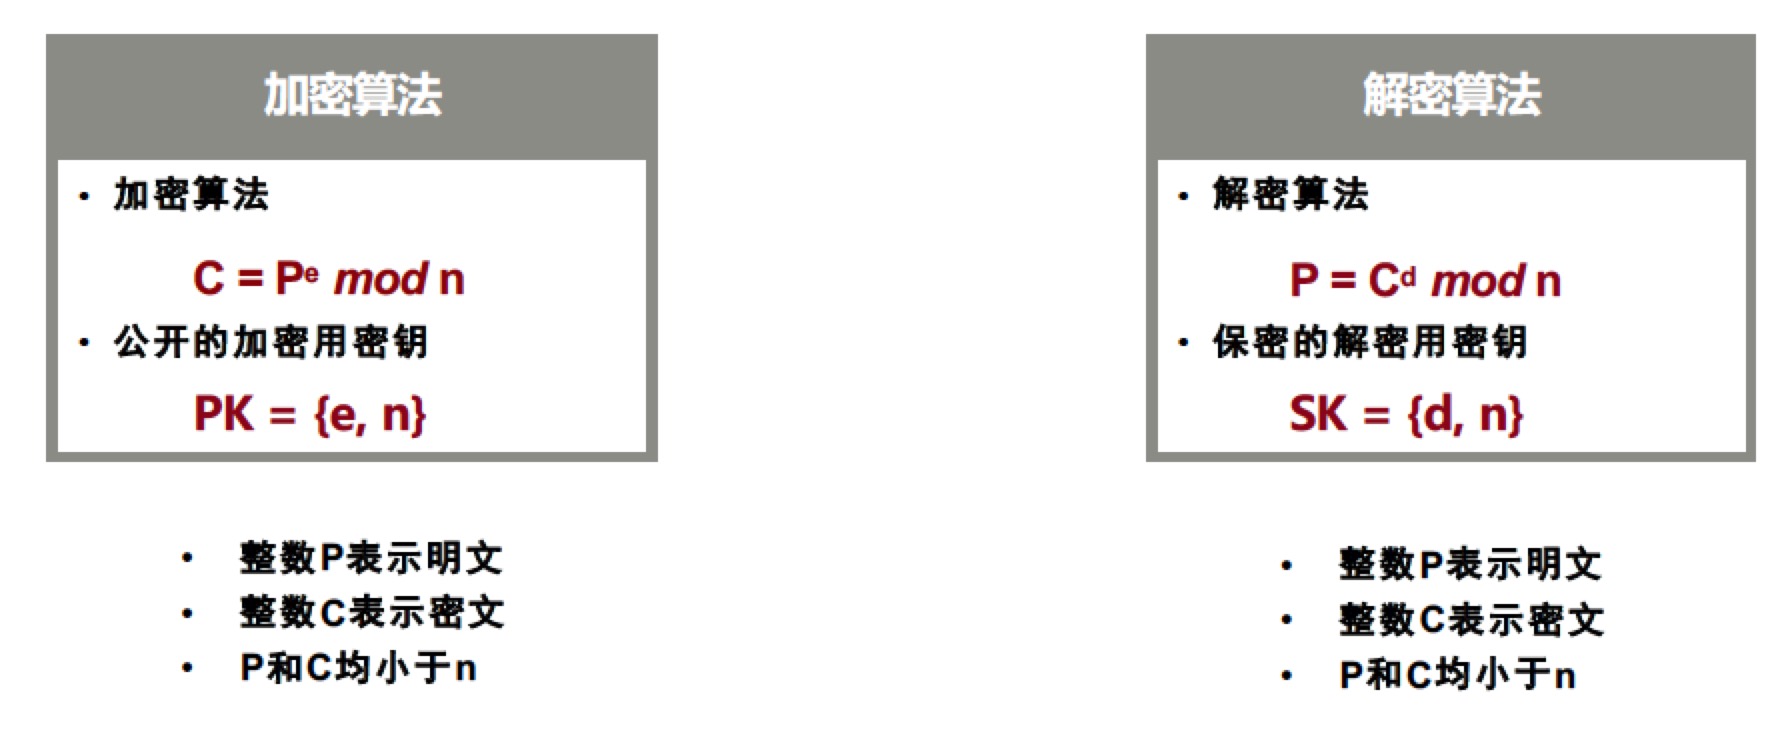 加密算法
• 加密算法
C = Pᵉ mod n
• 公开的加密用密钥
PK = {e, n}
• 整数P表示明文
• 整数C表示密文
• P和C均小于n
解密算法
• 解密算法
P = Cᵈ mod n
• 保密的解密用密钥
SK = {d, n}
• 整数P表示明文
• 整数C表示密文
• P和C均小于n